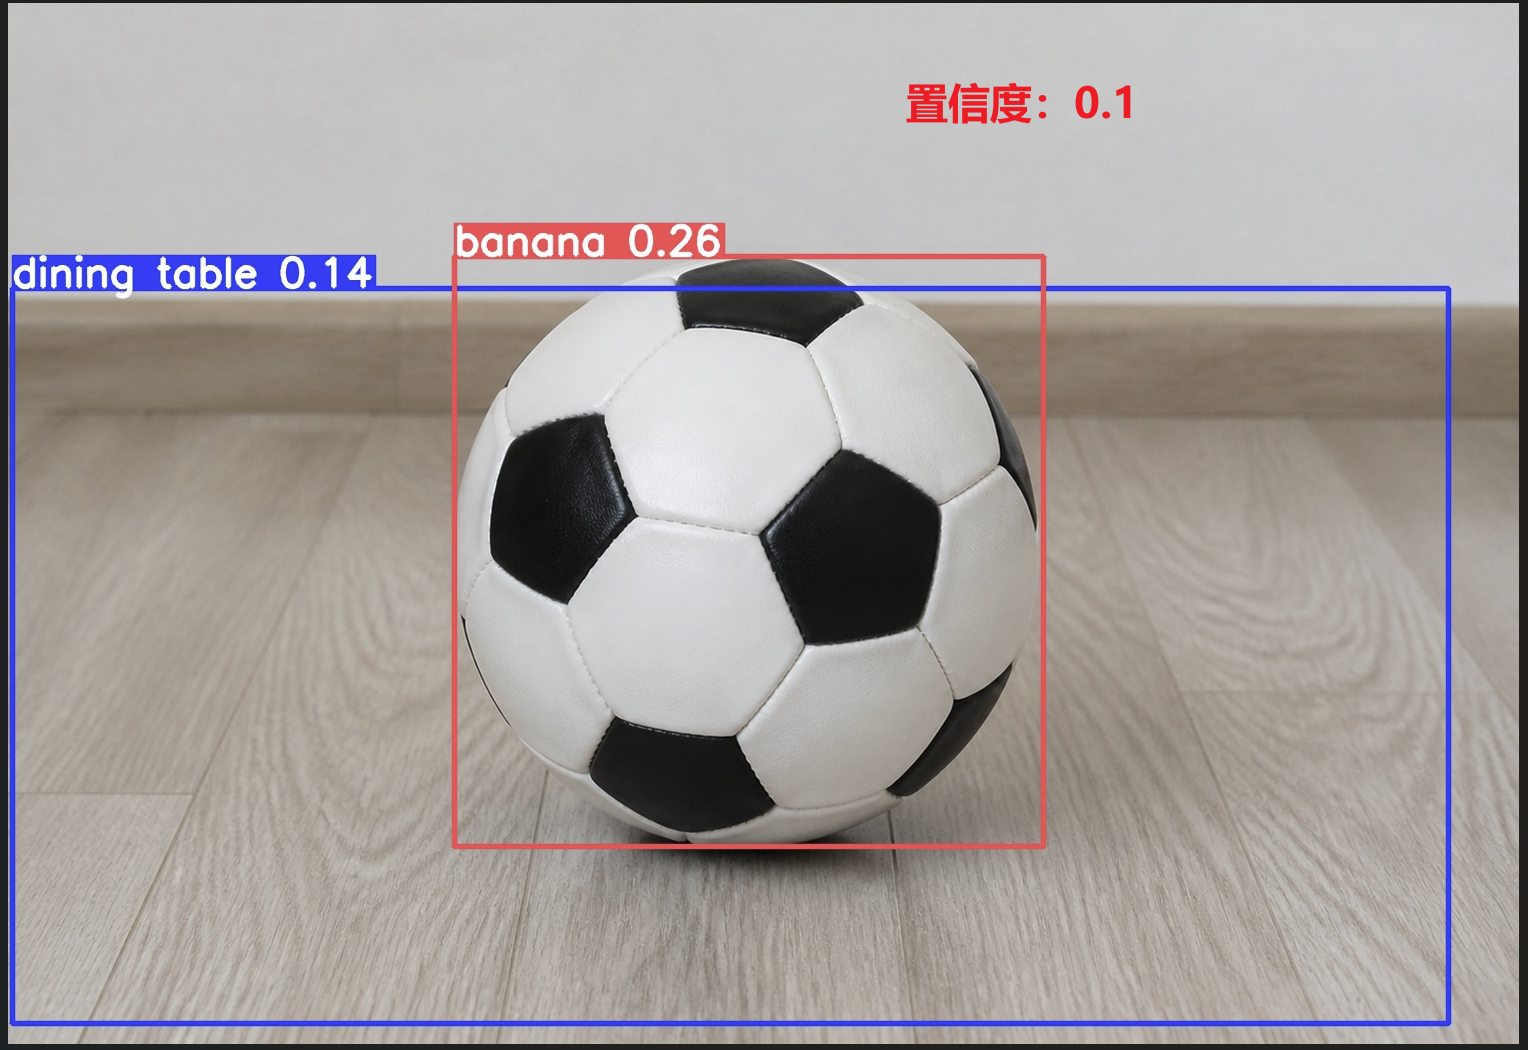 置信度：0.1
banana 0.26
dining table 0.14